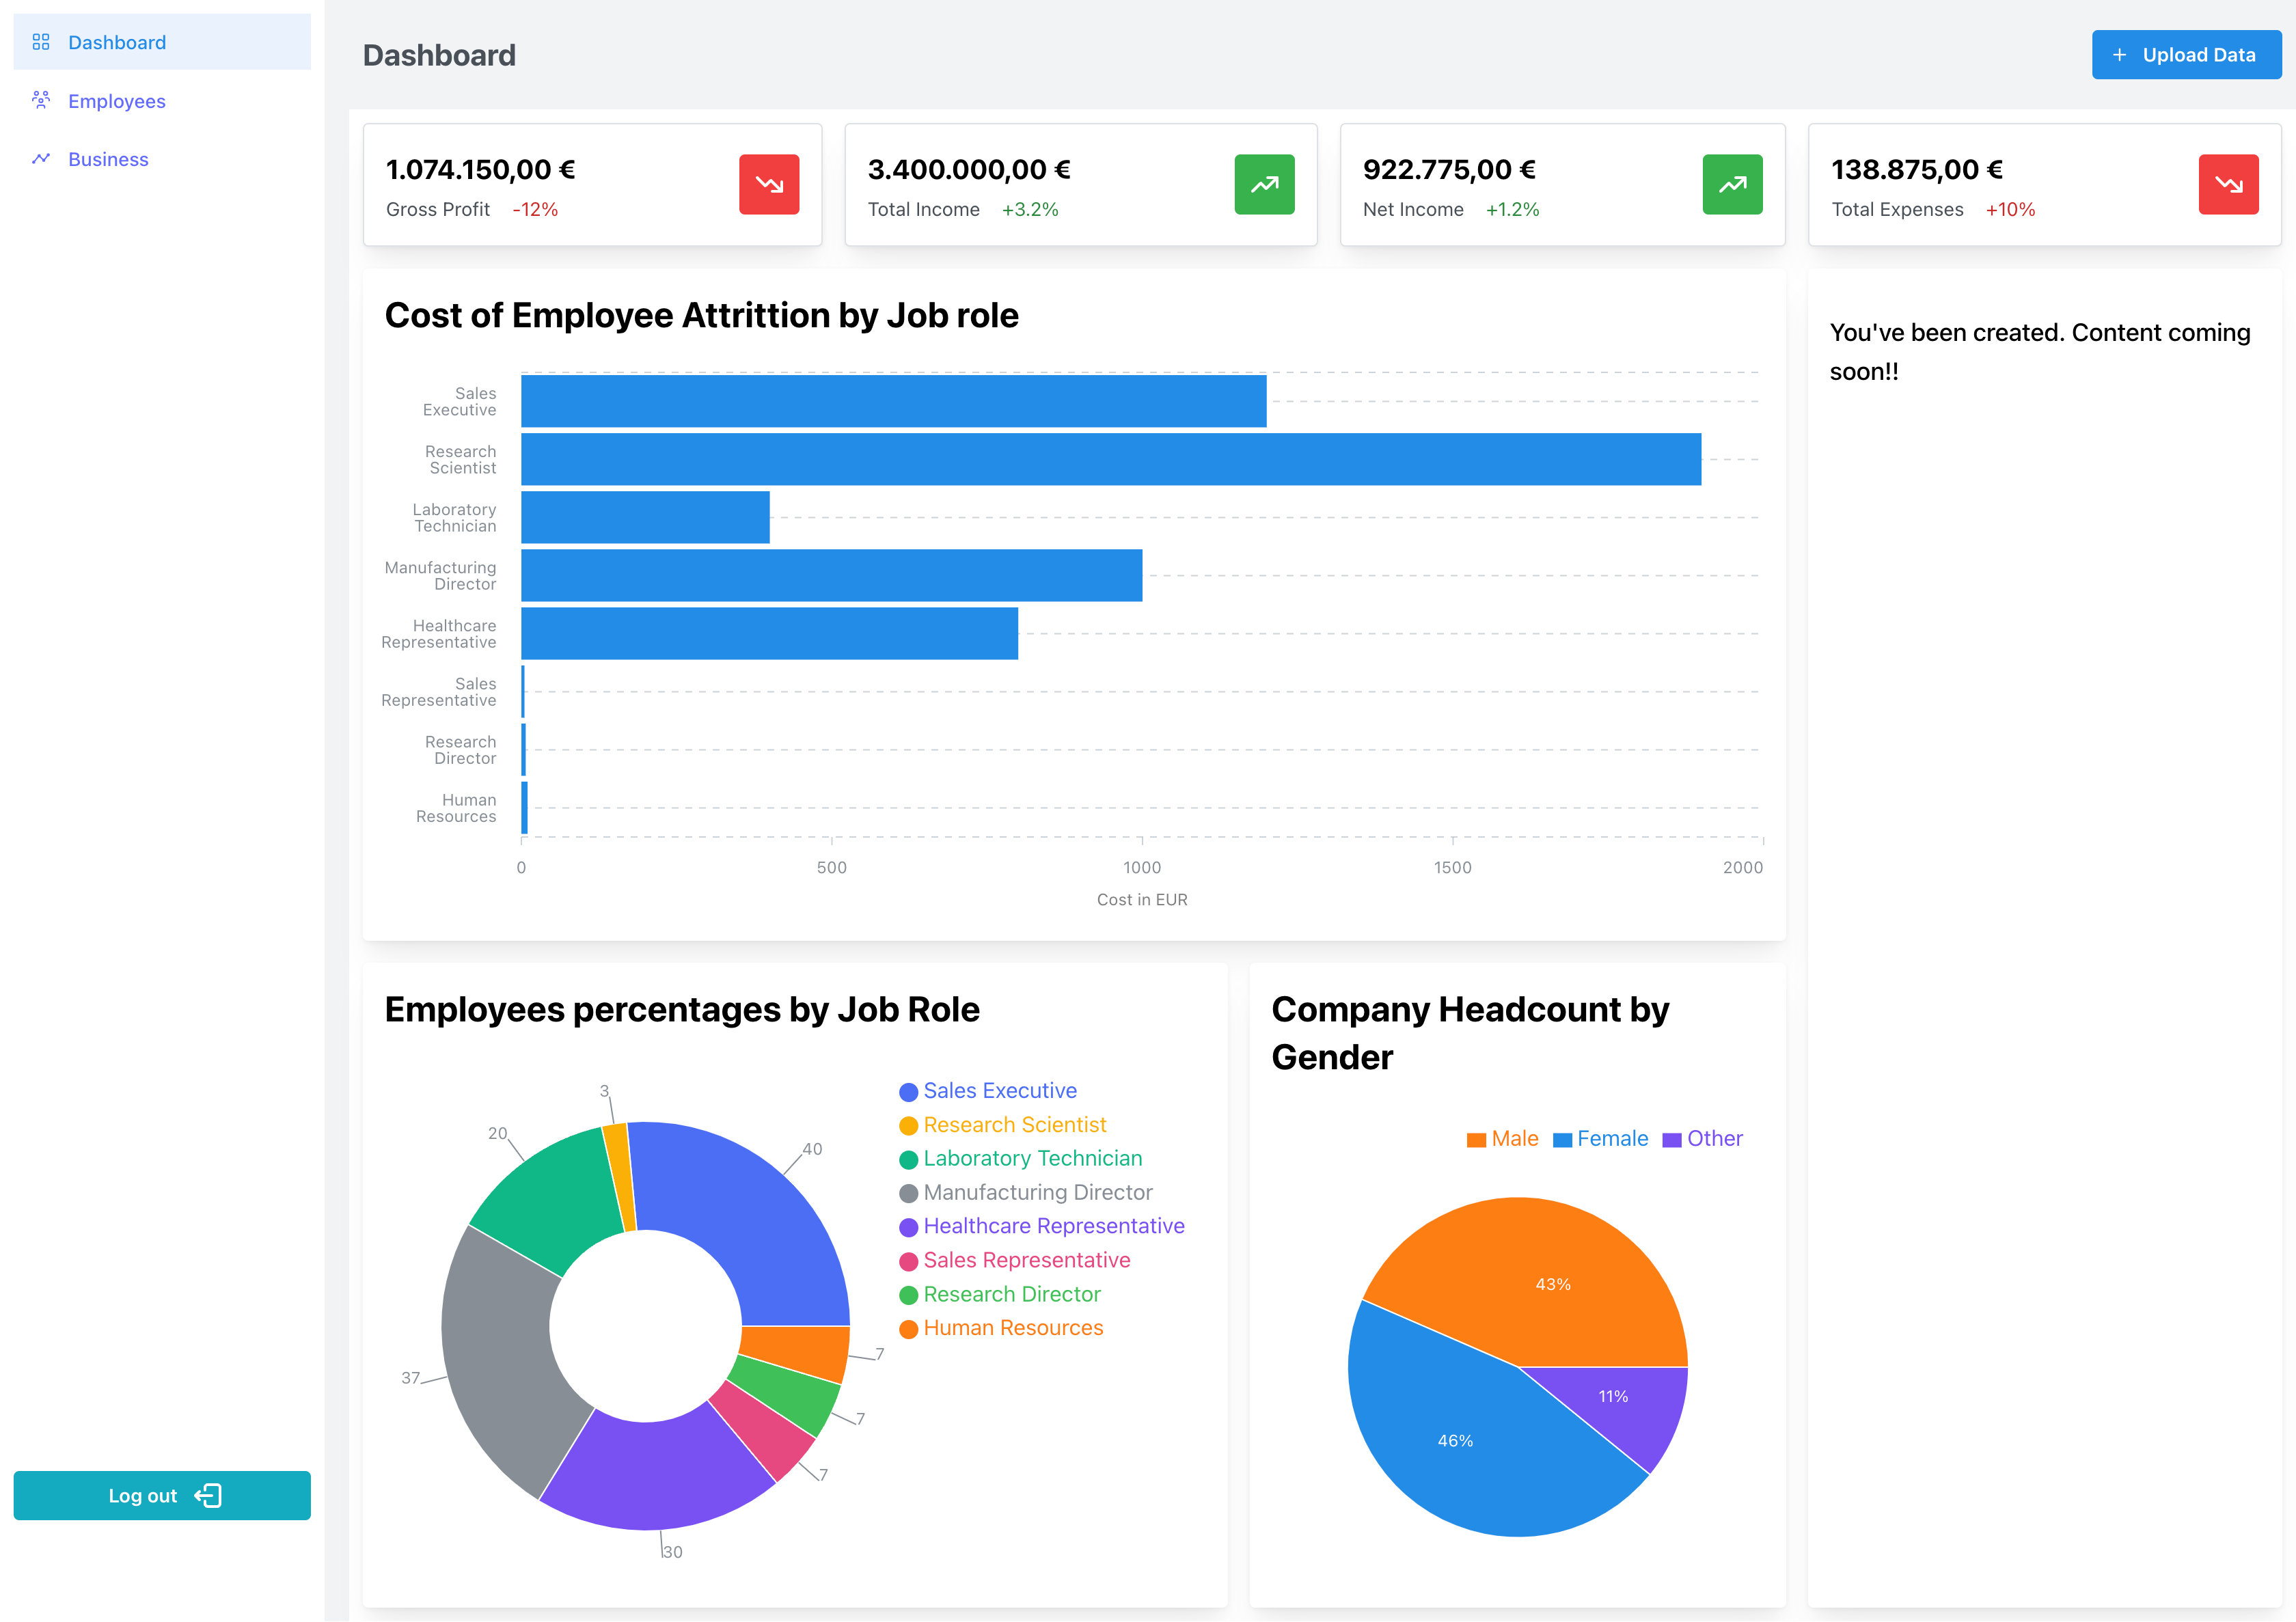 Dashboard
Employees
Business
Log out
Dashboard
Upload Data
1.074.150,00 €
Gross Profit -12%
3.400.000,00 €
Total Income +3.2%
922.775,00 €
Net Income +1.2%
138.875,00 €
Total Expenses +10%
Cost of Employee Attrittion by Job role
Sales
Executive
Research
Scientist
Laboratory
Technician
Manufacturing
Director
Healthcare
Representative
Sales
Representative
Research
Director
Human
Resources
0 500 1000 1500 2000
Cost in EUR
You've been created. Content coming
soon!!
Employees percentages by Job Role
3
20
40
37
7
7
7
30
Sales Executive
Research Scientist
Laboratory Technician
Manufacturing Director
Healthcare Representative
Sales Representative
Research Director
Human Resources
Company Headcount by
Gender
Male Female Other
43%
11%
46%